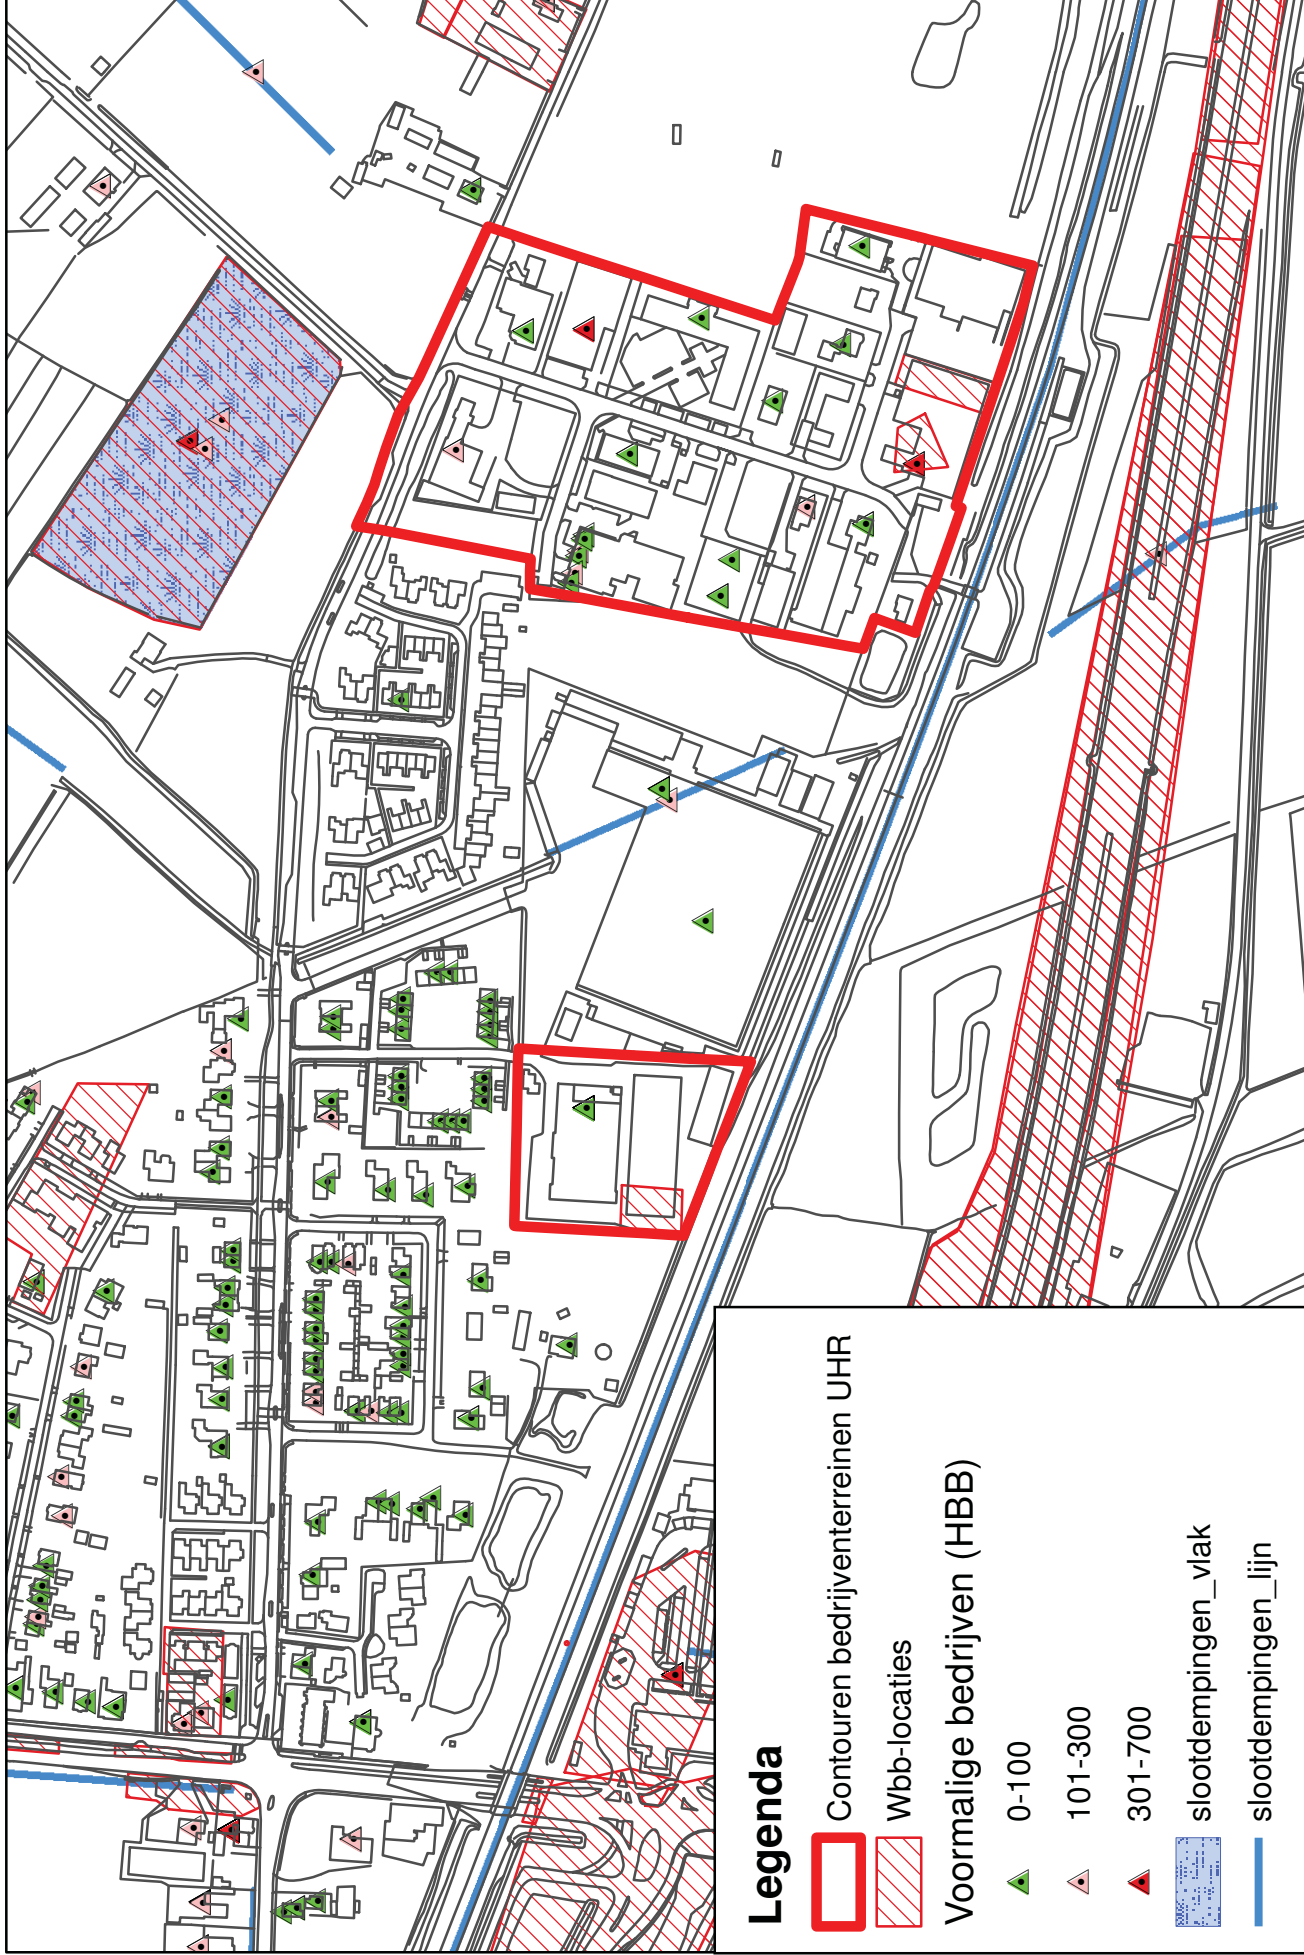 Legenda
Contouren bedrijventerreinen UHR
Wbb-locaties
Voormalige bedrijven (HBB)
0-100
101-300
301-700
slootdempingen_vlak
slootdempingen_lijn